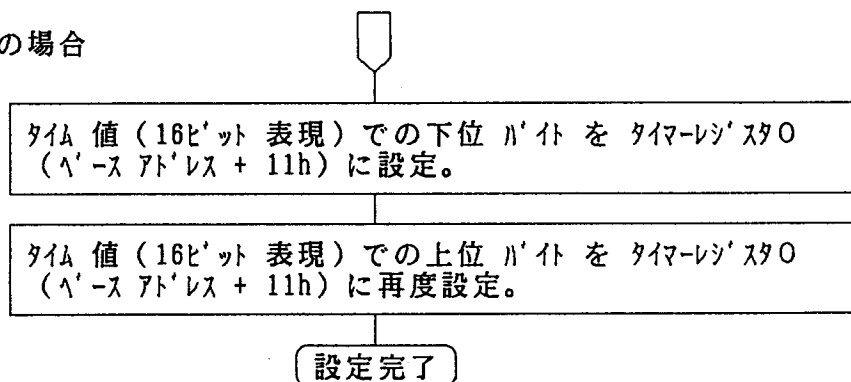 の場合
ﾀｲﾑ 値（16ﾋﾞｯﾄ 表現）での下位 ﾊﾞｲﾄ を ﾀｲﾏｰﾚｼﾞｽﾀ0
（ﾍﾞｰｽ ｱﾄﾞﾚｽ + 11h）に設定。
ﾀｲﾑ 値（16ﾋﾞｯﾄ 表現）での上位 ﾊﾞｲﾄ を ﾀｲﾏｰﾚｼﾞｽﾀ0
（ﾍﾞｰｽ ｱﾄﾞﾚｽ + 11h）に再度設定。
設定完了